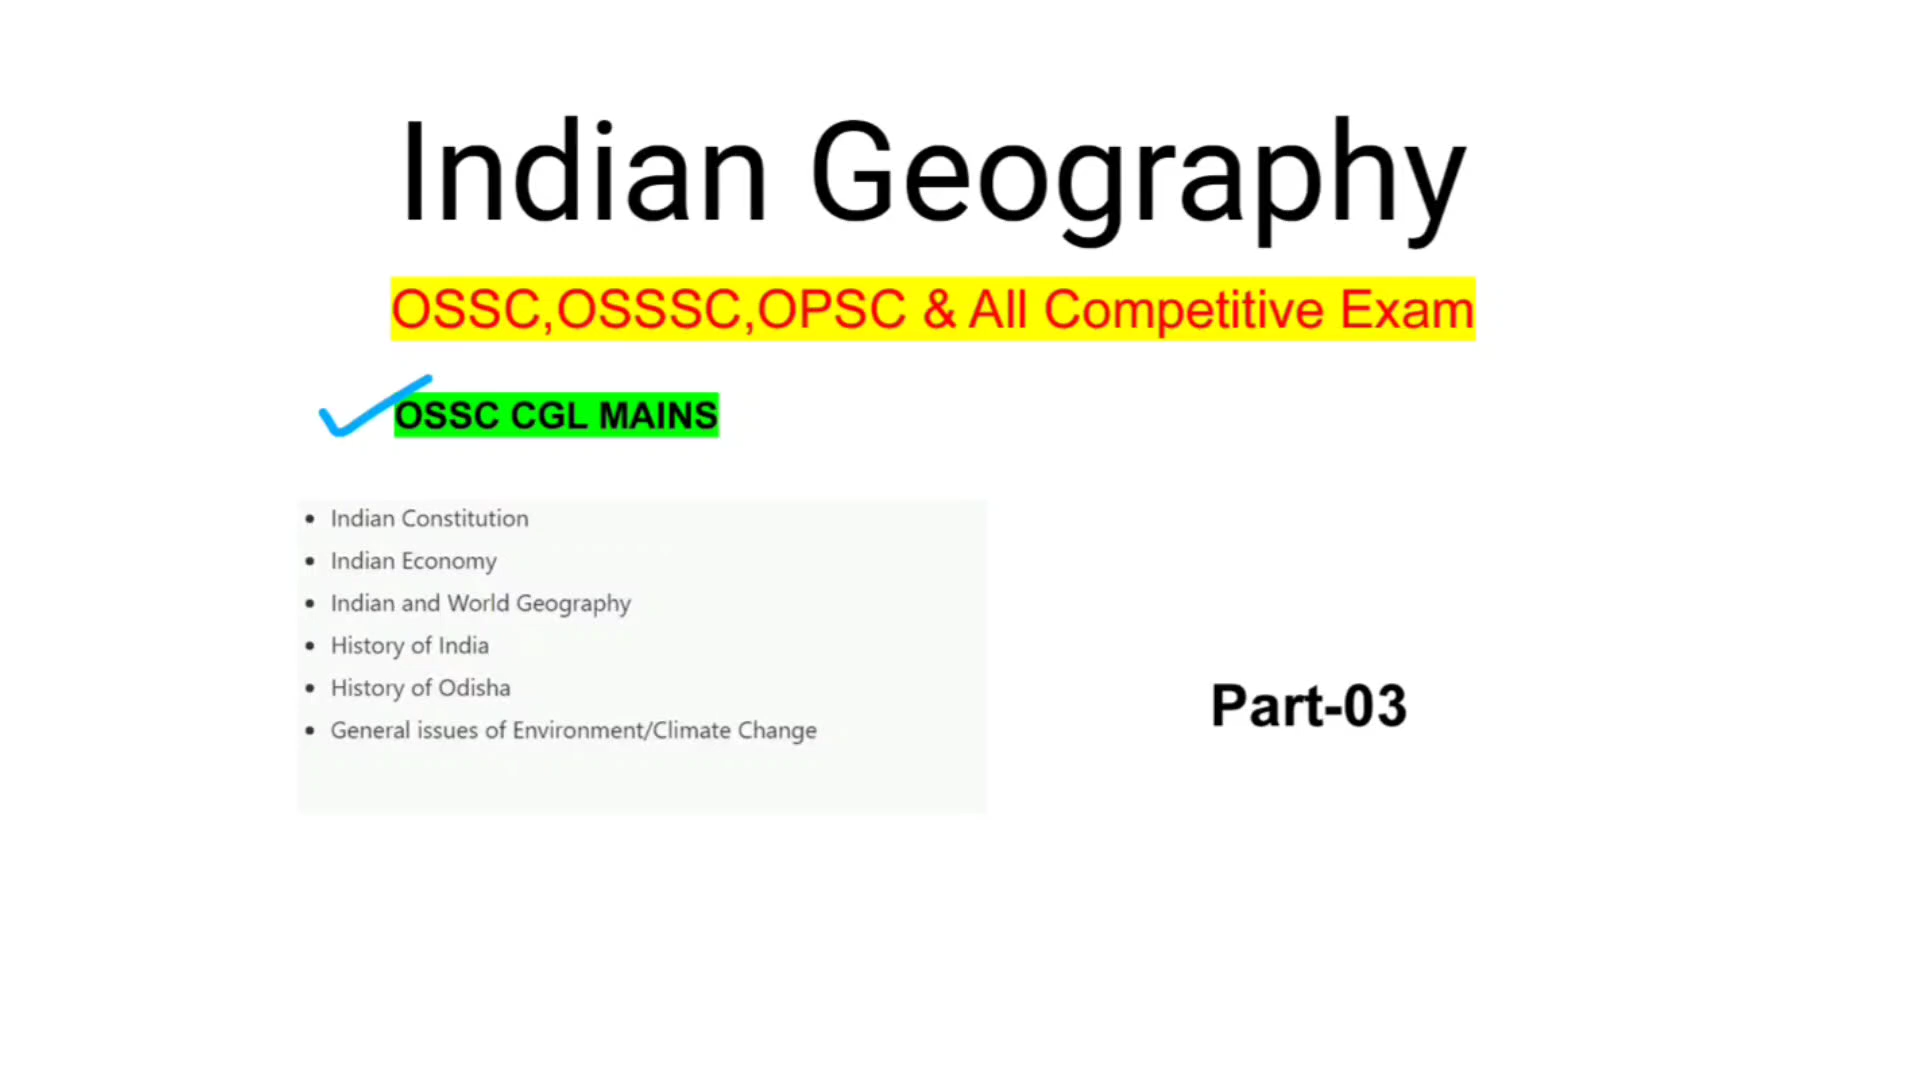 Indian Geography
OSSC,OSSSC,OPSC & All Competitive Exam
OSSC CGL MAINS
• Indian Constitution
• Indian Economy
• Indian and World Geography
• History of India
• History of Odisha
• General issues of Environment/Climate Change
Part-03